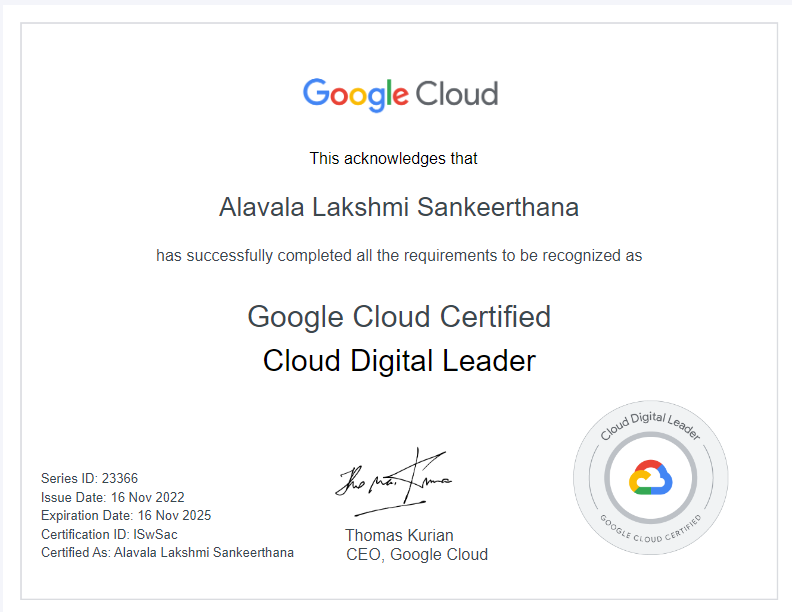 Google Cloud
This acknowledges that
Alavala Lakshmi Sankeerthana
has successfully completed all the requirements to be recognized as
Google Cloud Certified
Cloud Digital Leader
Series ID: 23366
Issue Date: 16 Nov 2022
Expiration Date: 16 Nov 2025
Certification ID: ISwSac
Certified As: Alavala Lakshmi Sankeerthana
Thomas Kurian
CEO, Google Cloud
Cloud Digital Leader
GOOGLE CLOUD CERTIFIED